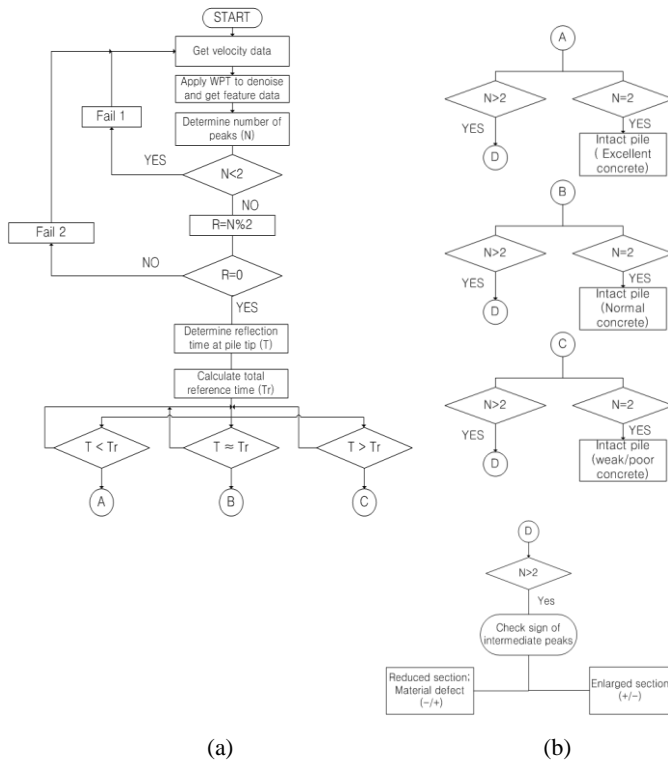 START
Get velocity data
Apply WPT to denoise
and get feature data
Fail 1
Determine number of
peaks (N)
YES
N<2
NO
Fail 2
R=N%2
NO
R=0
YES
Determine reflection
time at pile tip (T)
Calculate total
reference time (Tr)
T < Tr
T ≈ Tr
T > Tr
A
B
C
(a)
A
N>2
N=2
YES
YES
D
Intact pile
( Excellent
concrete)
B
N>2
N=2
YES
YES
D
Intact pile
(Normal
concrete)
C
N>2
N=2
YES
YES
D
Intact pile
(weak/poor
concrete)
D
N>2
Yes
Check sign of
intermediate peaks
Reduced section;
Material defect
(−/+)
Enlarged section
(+/−)
(b)